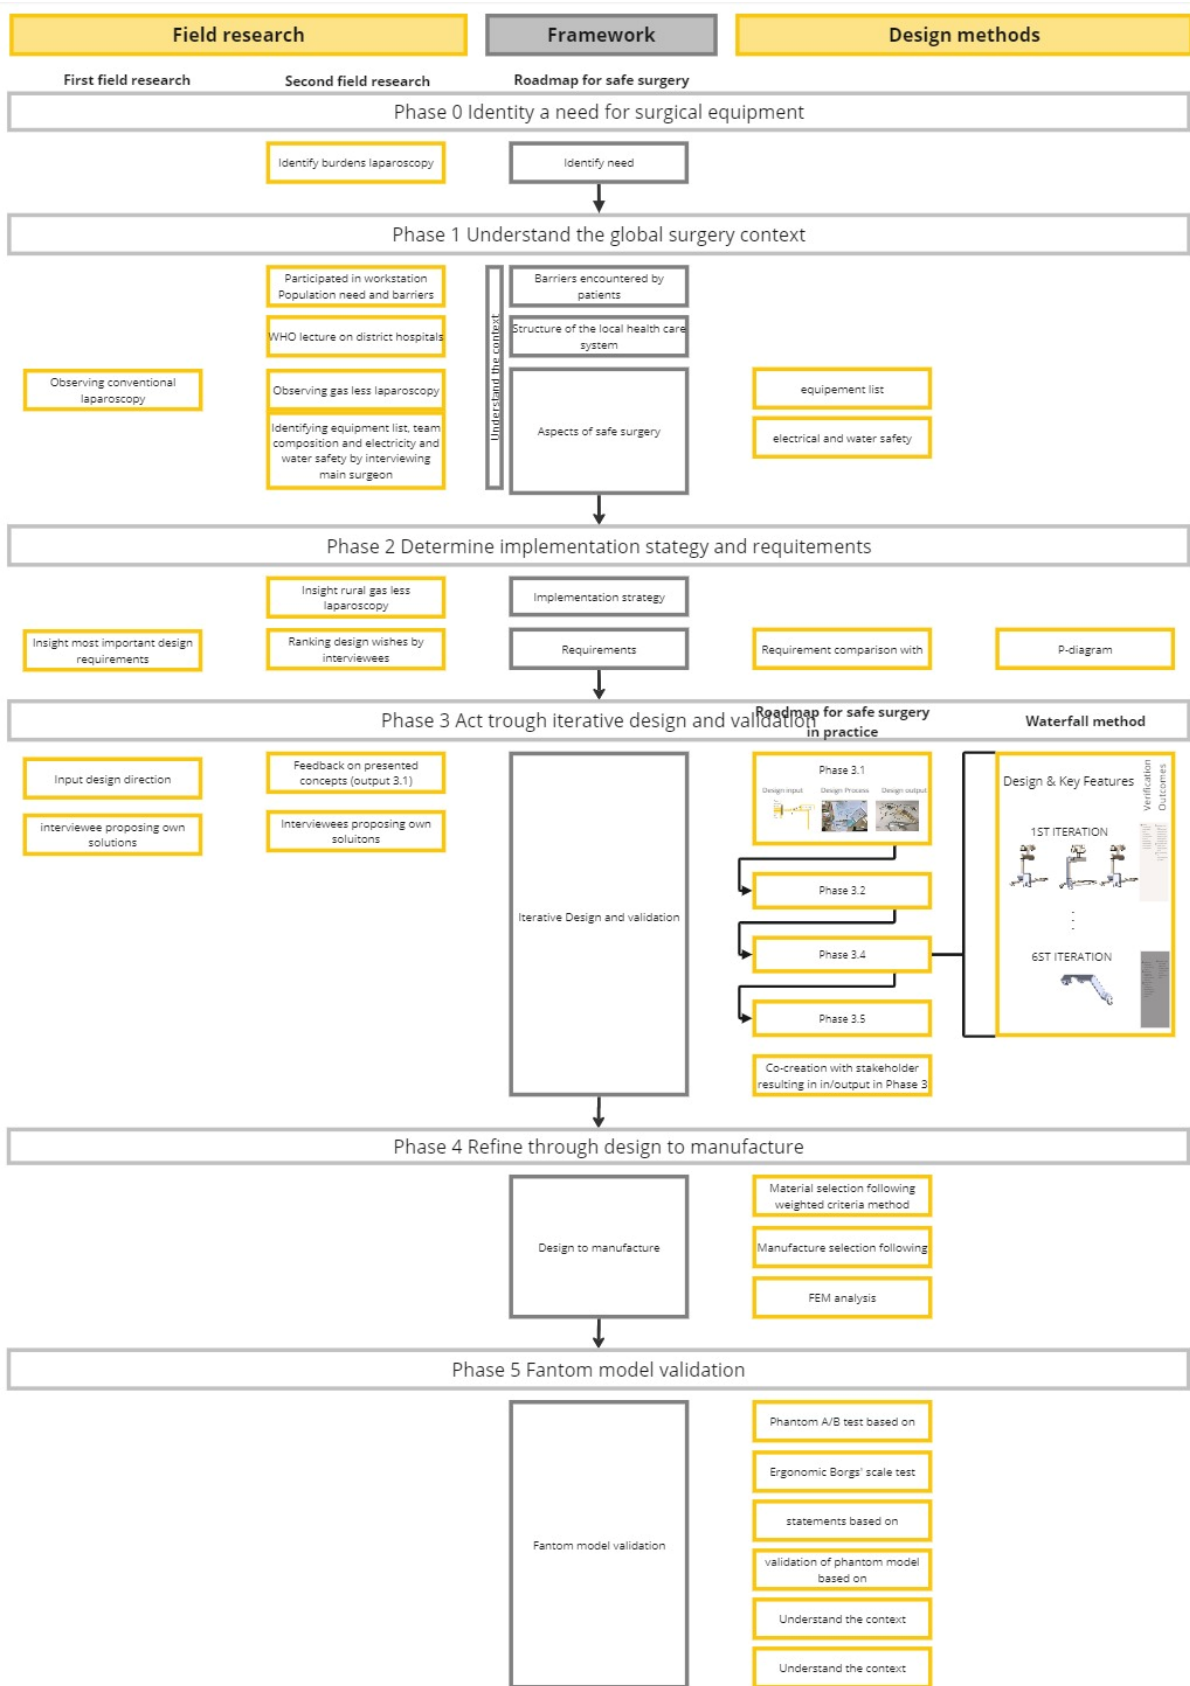 Field research
Framework
Design methods
First field research
Second field research
Roadmap for safe surgery
Phase 0 Identity a need for surgical equipment
Identify burdens laparoscopy
Identify need
Phase 1 Understand the global surgery context
Participated in workstation
Population need and barriers
Understand the context
Barriers encountered by
patients
WHO lecture on district hospitals
Structure of the local health care
system
Observing conventional
laparoscopy
Observing gas less laparoscopy
Identifying equipment list, team
composition and electricity and
water safety by interviewing
main surgeon
Aspects of safe surgery
equipement list
electrical and water safety
Phase 2 Determine implementation stategy and requitements
Insight rural gas less
laparoscopy
Implementation strategy
Insight most important design
requirements
Ranking design wishes by
interviewees
Requirements
Requirement comparison with
P-diagram
Phase 3 Act trough iterative design and validation
Roadmap for safe surgery
in practice
Waterfall method
Input design direction
Feedback on presented
concepts (output 3.1)
interviewee proposing own
solutions
Interviewees proposing own
soluitons
Iterative Design and validation
Phase 3.1
Design input
Design Process
Design output
Phase 3.2
Phase 3.4
Phase 3.5
Co-creation with stakeholder
resulting in in/output in Phase 3
Design & Key Features
Verification
Outcomes
1ST ITERATION
6ST ITERATION
Phase 4 Refine through design to manufacture
Design to manufacture
Material selection following
weighted criteria method
Manufacture selection following
FEM analysis
Phase 5 Fantom model validation
Fantom model validation
Phantom A/B test based on
Ergonomic Borgs' scale test
statements based on
validation of phantom model
based on
Understand the context
Understand the context